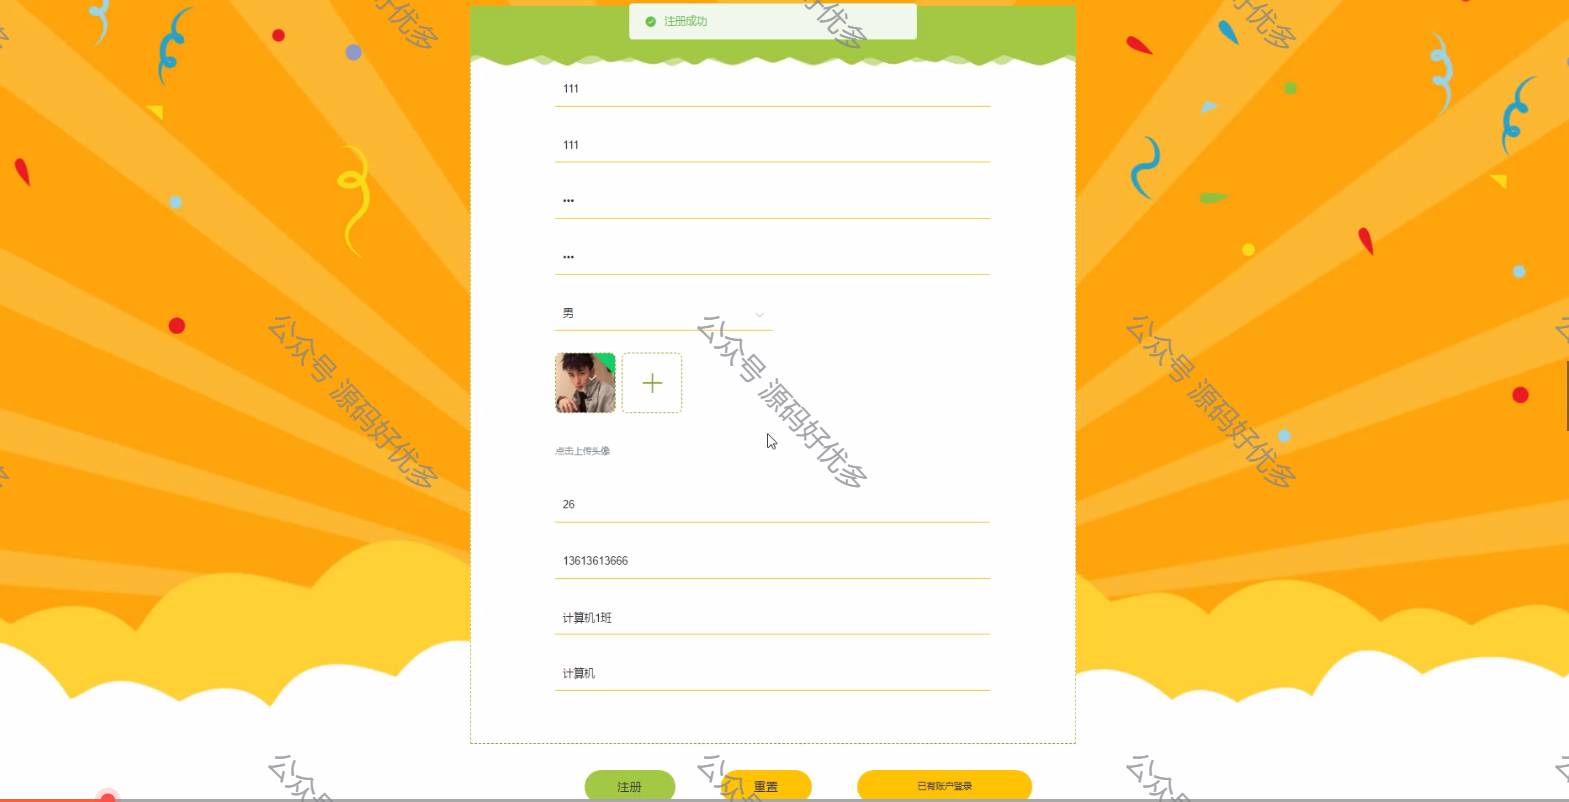 注册成功
111
111
•••
•••
男
点击上传头像
26
13613613666
计算机1班
计算机
注册
重置
已有账户登录
公众号 源码好优多
公众号 源码好优多
公众号 源码好优多